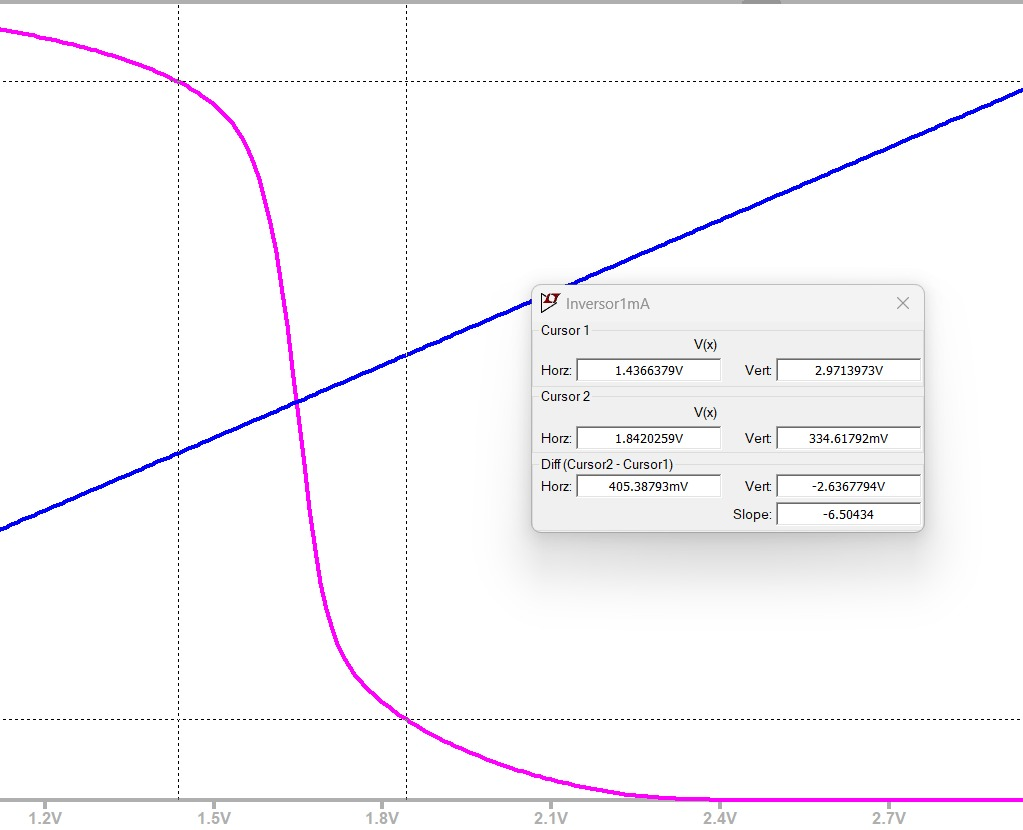 Inversor1mA
Cursor 1
V(x)
Horz: 1.4366379V Vert: 2.9713973V
Cursor 2
V(x)
Horz: 1.8420259V Vert: 334.61792mV
Diff (Cursor2 - Cursor1)
Horz: 405.38793mV Vert: -2.6367794V
Slope: -6.50434
1.2V 1.5V 1.8V 2.1V 2.4V 2.7V